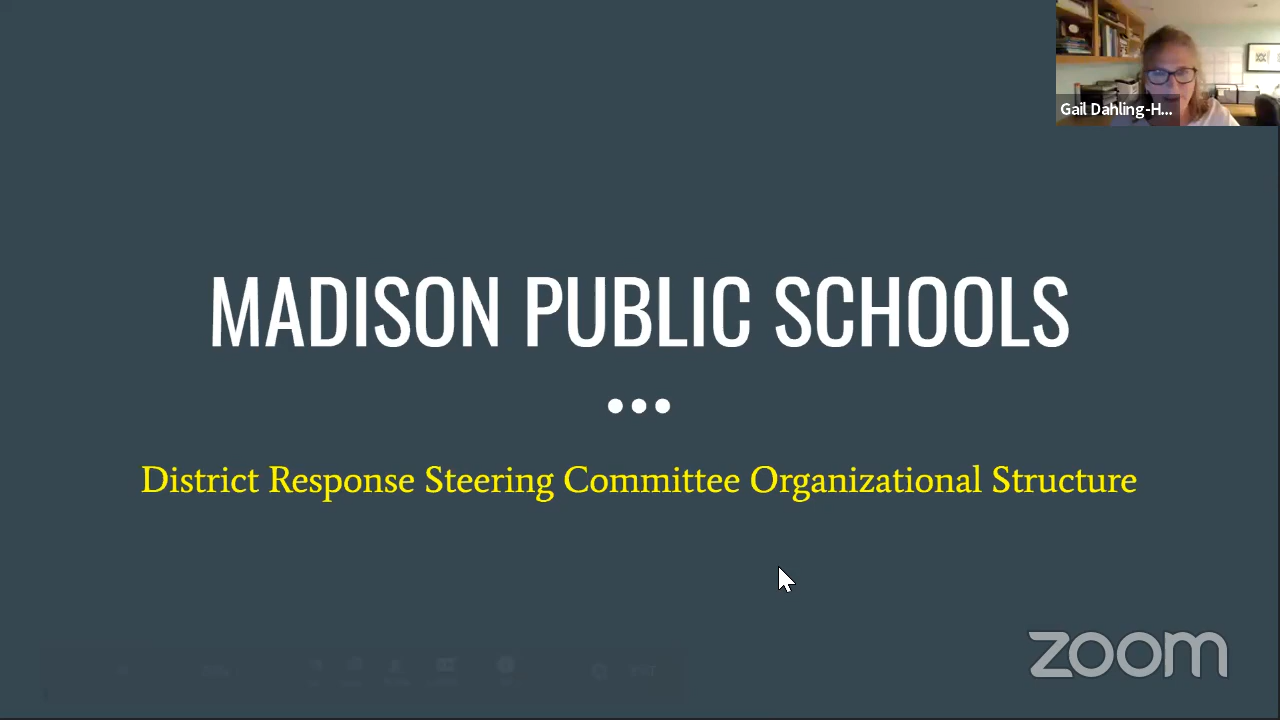 Gail Dahling-H...
MADISON PUBLIC SCHOOLS
District Response Steering Committee Organizational Structure
zoom